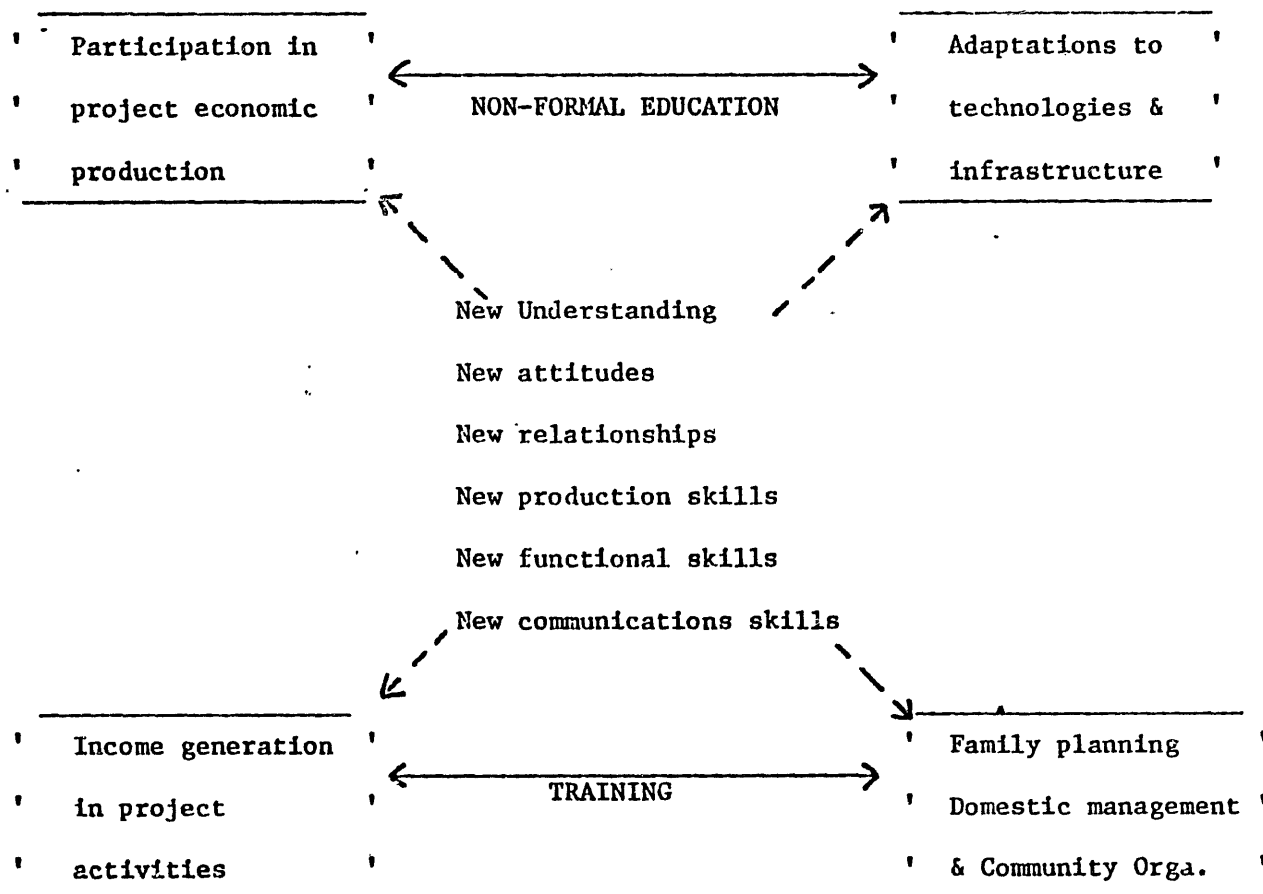 Participation in
project economic
production
NON-FORMAL EDUCATION
Adaptations to
technologies &
infrastructure
New Understanding
New attitudes
New relationships
New production skills
New functional skills
New communications skills
Income generation
in project
activities
TRAINING
Family planning
Domestic management
& Community Orga.